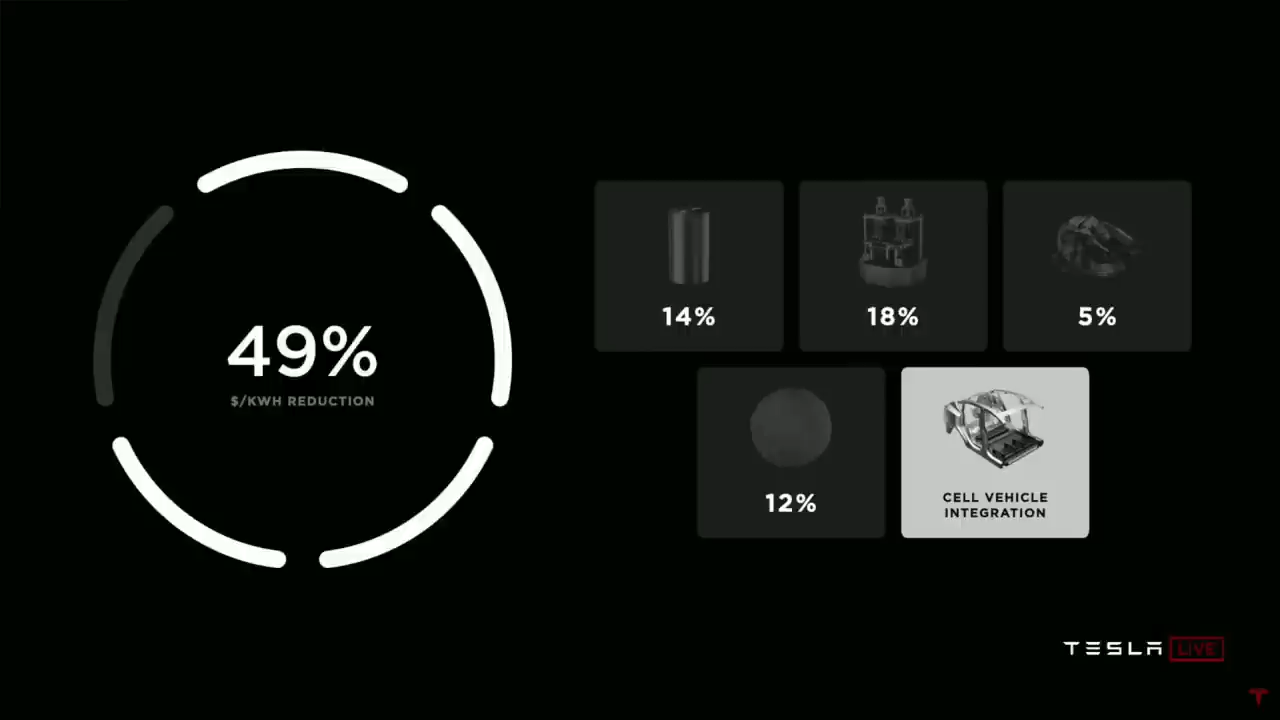 49%
$/KWH REDUCTION
14%
18%
5%
12%
CELL VEHICLE
INTEGRATION
TESLA LIVE